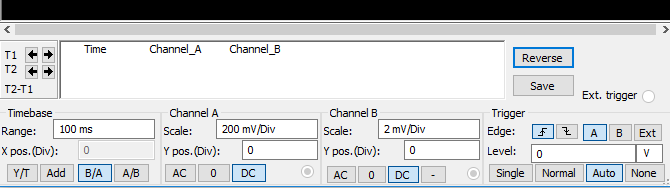 Time Channel_A Channel_B
T1
T2
T2-T1
Reverse
Save
Ext. trigger
Timebase
Range: 100 ms
X pos.(Div): 0
Y/T Add B/A A/B
Channel A
Scale: 200 mV/Div
Y pos.(Div): 0
AC 0 DC
Channel B
Scale: 2 mV/Div
Y pos.(Div): 0
AC 0 DC -
Trigger
Edge: A B Ext
Level: 0 V
Single Normal Auto None